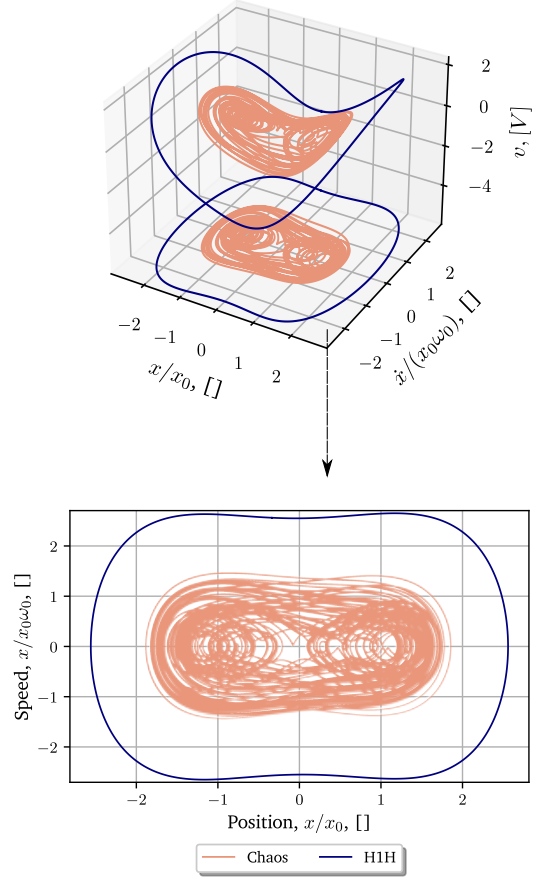 2
0
−2
−4
v, [V]
2
1
0
−1
−2
ẋ/(x₀ω₀), []
−2
−1
0
1
2
x/x₀, []
2
1
0
−1
−2
Speed, x/x₀ω₀, []
−2 −1 0 1 2
Position, x/x₀, []
Chaos H1H